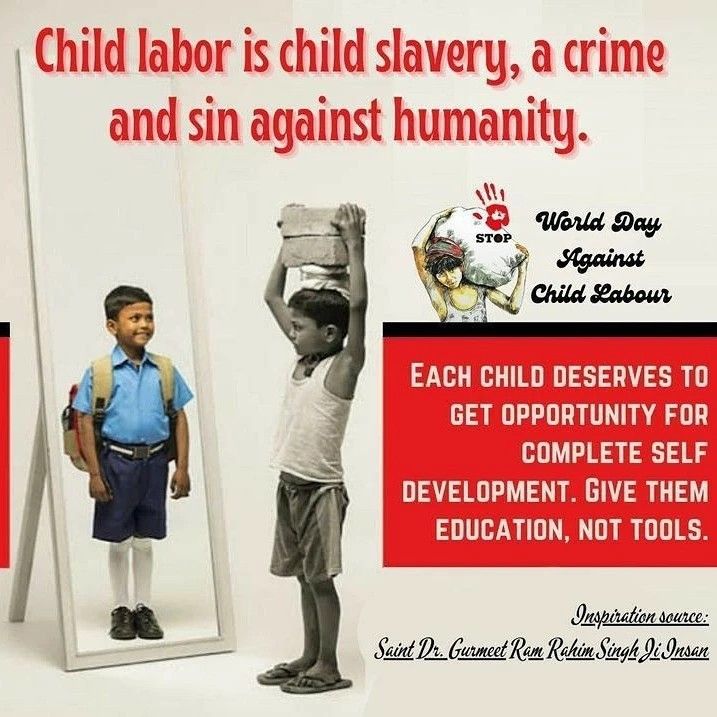 Child labor is child slavery, a crime
and sin against humanity.
STOP
World Day
Against
Child Labour
EACH CHILD DESERVES TO
GET OPPORTUNITY FOR
COMPLETE SELF
DEVELOPMENT. GIVE THEM
EDUCATION, NOT TOOLS.
Inspiration source:
Saint Dr. Gurmeet Ram Rahim Singh Ji Insan